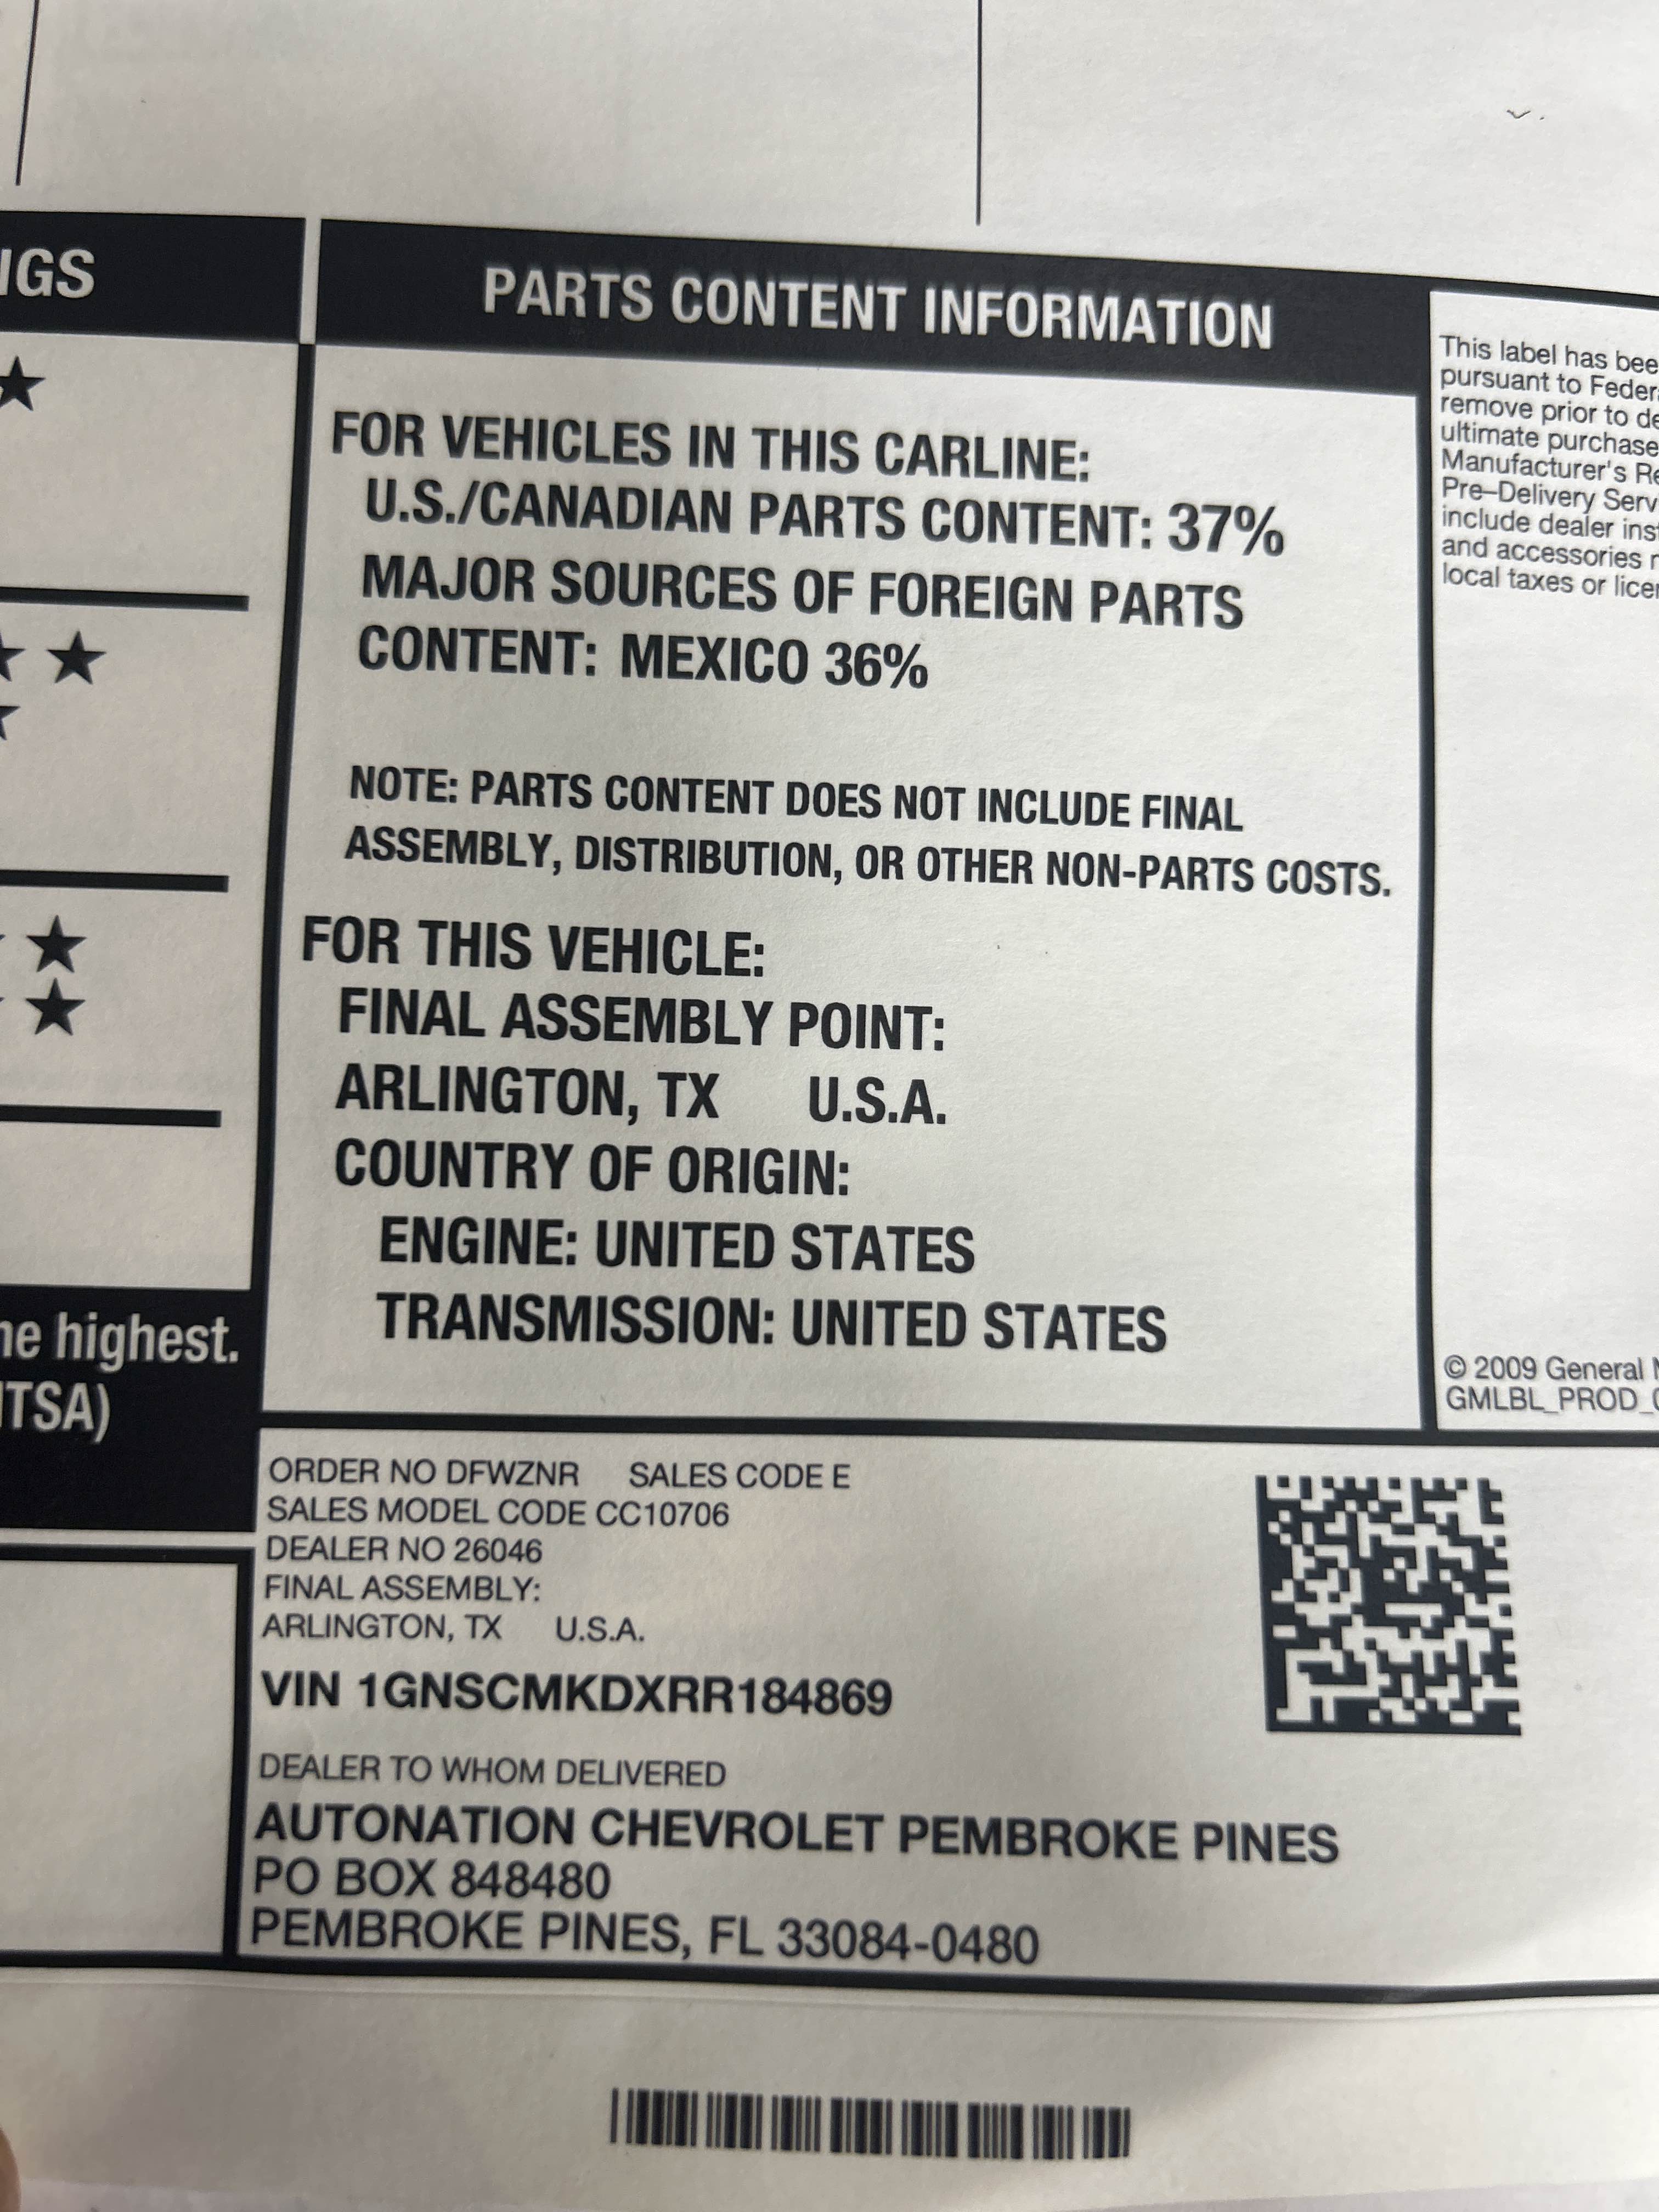 IGS
PARTS CONTENT INFORMATION
FOR VEHICLES IN THIS CARLINE:
U.S./CANADIAN PARTS CONTENT: 37%
MAJOR SOURCES OF FOREIGN PARTS
CONTENT: MEXICO 36%
NOTE: PARTS CONTENT DOES NOT INCLUDE FINAL
ASSEMBLY, DISTRIBUTION, OR OTHER NON-PARTS COSTS.
FOR THIS VEHICLE:
FINAL ASSEMBLY POINT:
ARLINGTON, TX U.S.A.
COUNTRY OF ORIGIN:
ENGINE: UNITED STATES
TRANSMISSION: UNITED STATES
This label has bee
pursuant to Feder
remove prior to de
ultimate purchase
Manufacturer's Re
Pre-Delivery Serv
include dealer inst
and accessories
local taxes or licen
© 2009 General
GMLBL_PROD_
he highest.
ITSA)
ORDER NO DFWZNR SALES CODE E
SALES MODEL CODE CC10706
DEALER NO 26046
FINAL ASSEMBLY:
ARLINGTON, TX U.S.A.
VIN 1GNSCMKDXRR184869
DEALER TO WHOM DELIVERED
AUTONATION CHEVROLET PEMBROKE PINES
PO BOX 848480
PEMBROKE PINES, FL 33084-0480